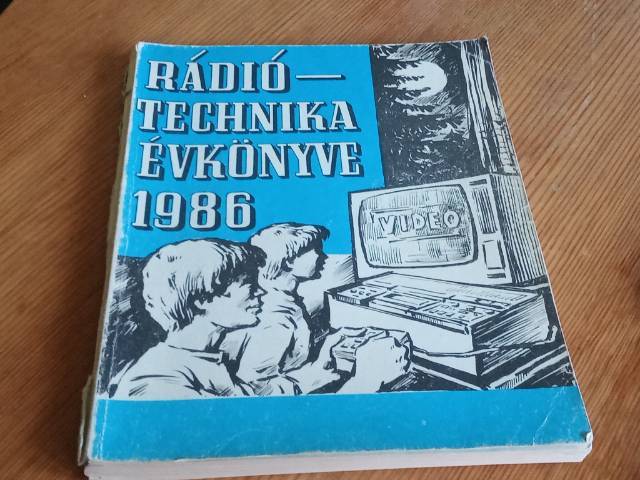 RÁDIÓ—
TECHNIKA
ÉVKÖNYVE
1986
VIDEO